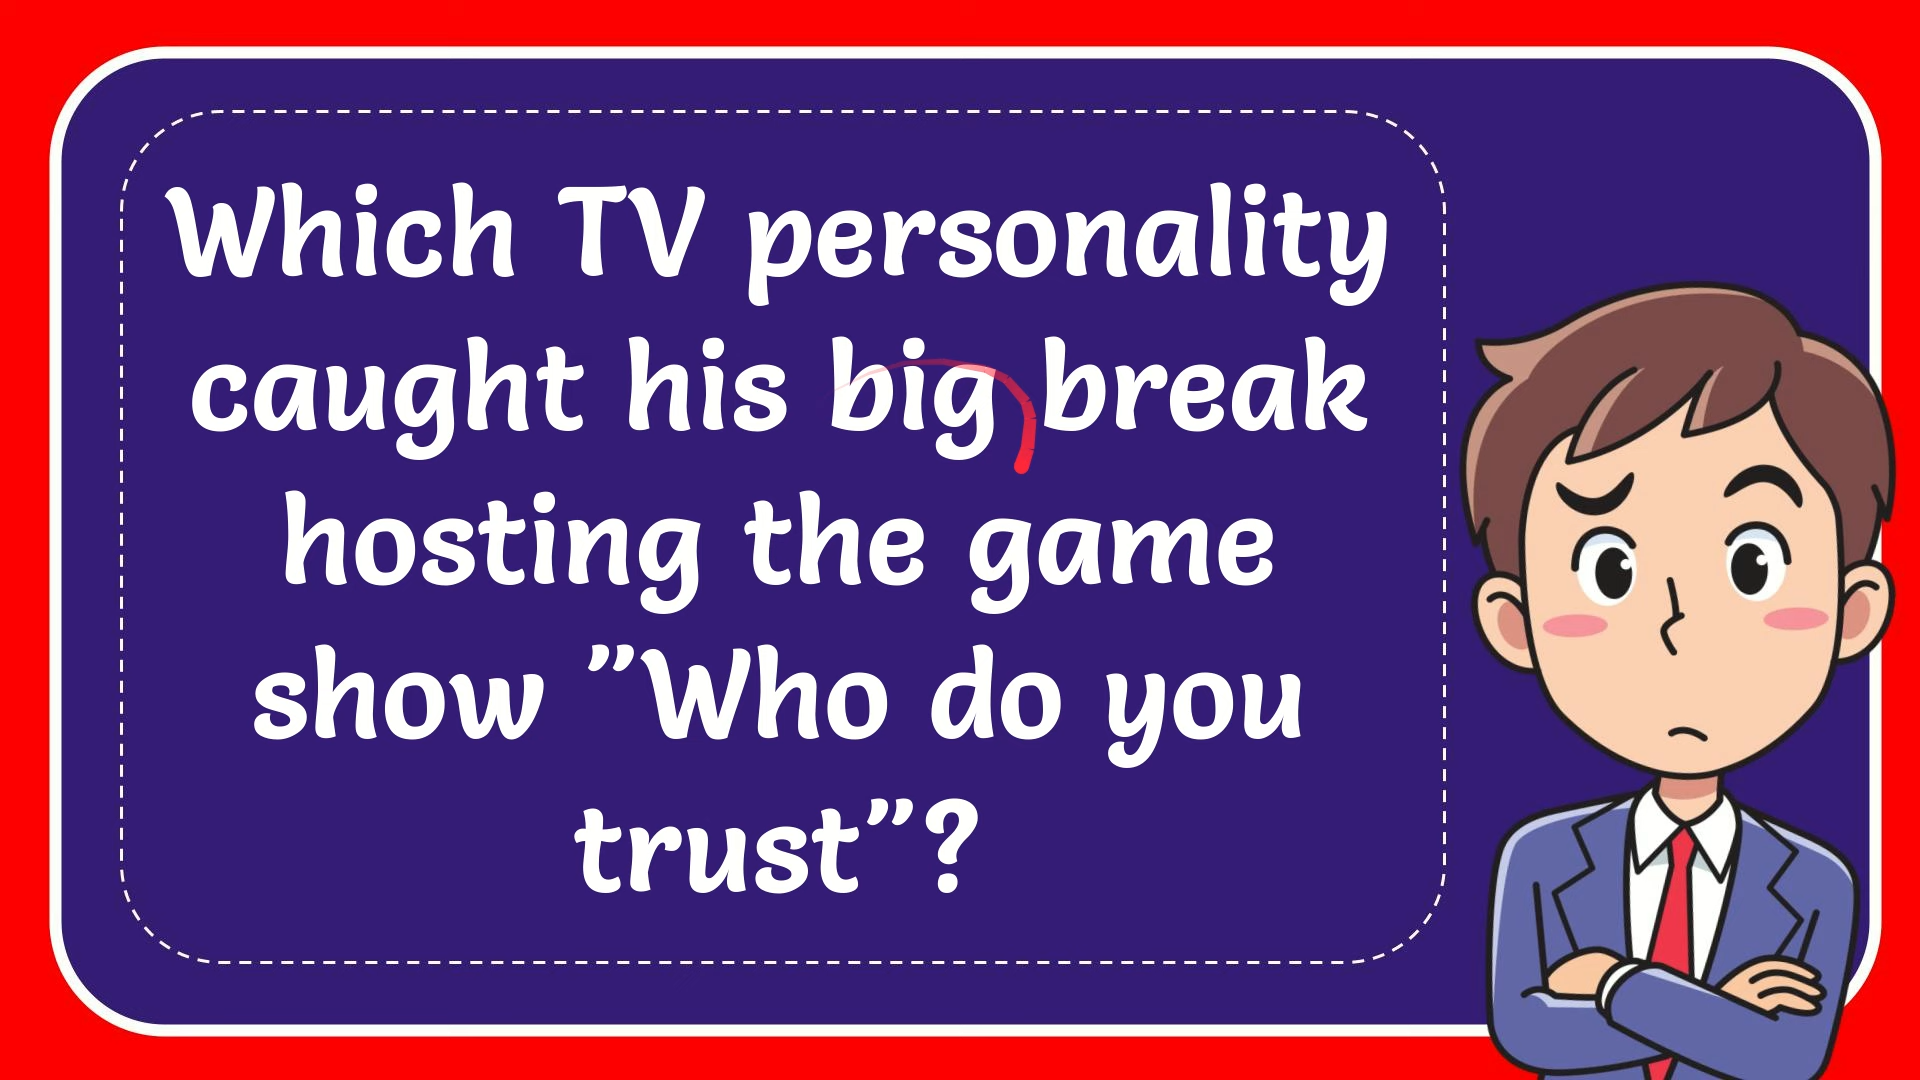 Which TV personality
caught his big break
hosting the game
show "Who do you
trust"?